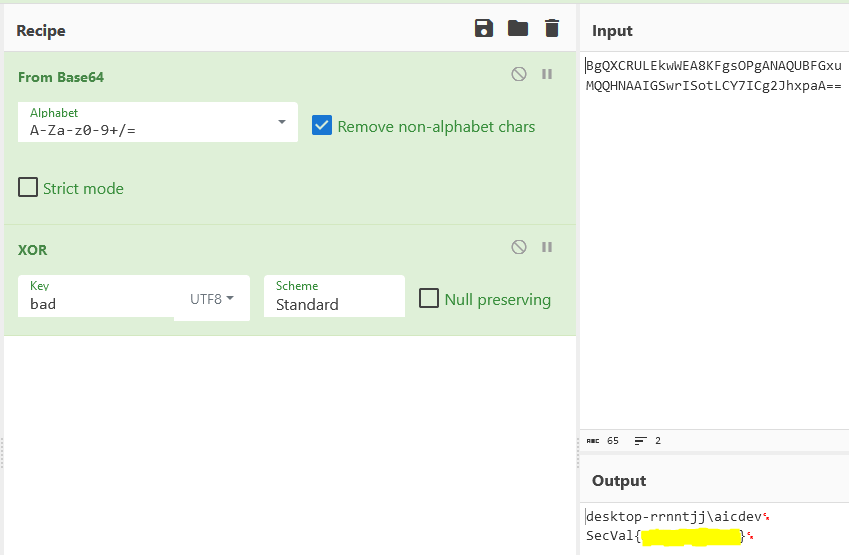 Recipe
From Base64
Alphabet
A-Za-z0-9+/=
Remove non-alphabet chars
Strict mode
XOR
Key
bad
UTF8
Scheme
Standard
Null preserving
Input
BgQXCRULEkwWEA8KFgsOPgANAQUBFGxu
MQQHNAAIGSwrISotLCY7ICg2JhxpaA==
ABC 65 2
Output
desktop-rrnntjj\aicdev
SecVal{ }